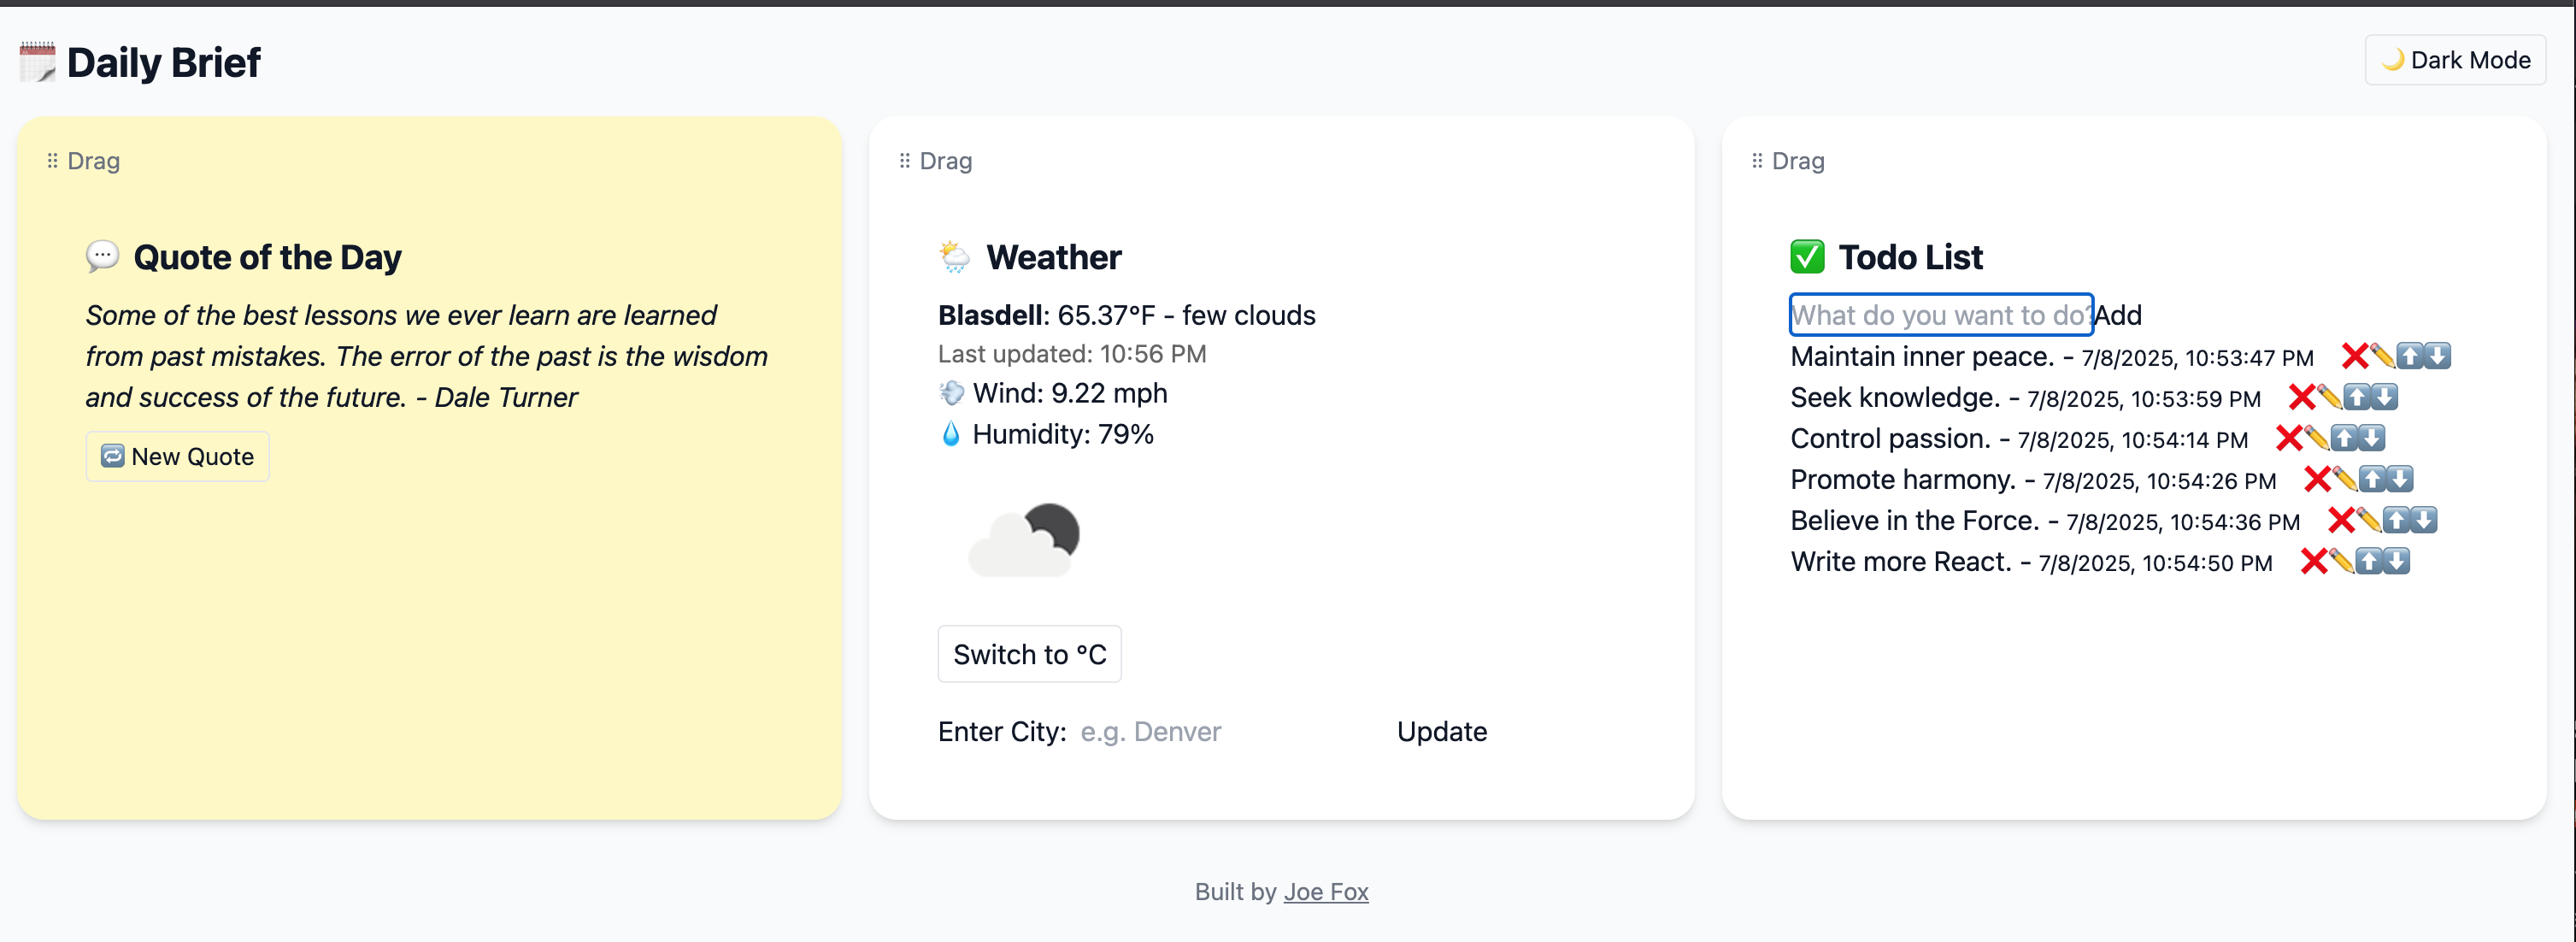 Daily Brief
🌙 Dark Mode
⠿ Drag
💬 Quote of the Day
Some of the best lessons we ever learn are learned
from past mistakes. The error of the past is the wisdom
and success of the future. - Dale Turner
🔁 New Quote
⠿ Drag
🌦️ Weather
Blasdell: 65.37°F - few clouds
Last updated: 10:56 PM
💨 Wind: 9.22 mph
💧 Humidity: 79%
Switch to °C
Enter City: e.g. Denver Update
⠿ Drag
✅ Todo List
What do you want to do? Add
Maintain inner peace. - 7/8/2025, 10:53:47 PM ❌✏️⬆️⬇️
Seek knowledge. - 7/8/2025, 10:53:59 PM ❌✏️⬆️⬇️
Control passion. - 7/8/2025, 10:54:14 PM ❌✏️⬆️⬇️
Promote harmony. - 7/8/2025, 10:54:26 PM ❌✏️⬆️⬇️
Believe in the Force. - 7/8/2025, 10:54:36 PM ❌✏️⬆️⬇️
Write more React. - 7/8/2025, 10:54:50 PM ❌✏️⬆️⬇️
Built by Joe Fox